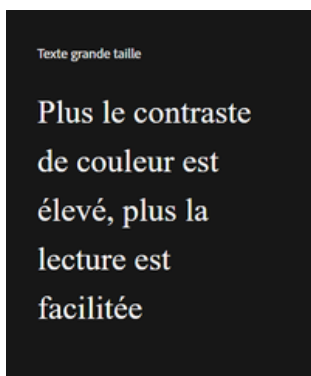 Texte grande taille
Plus le contraste
de couleur est
élevé, plus la
lecture est
facilitée